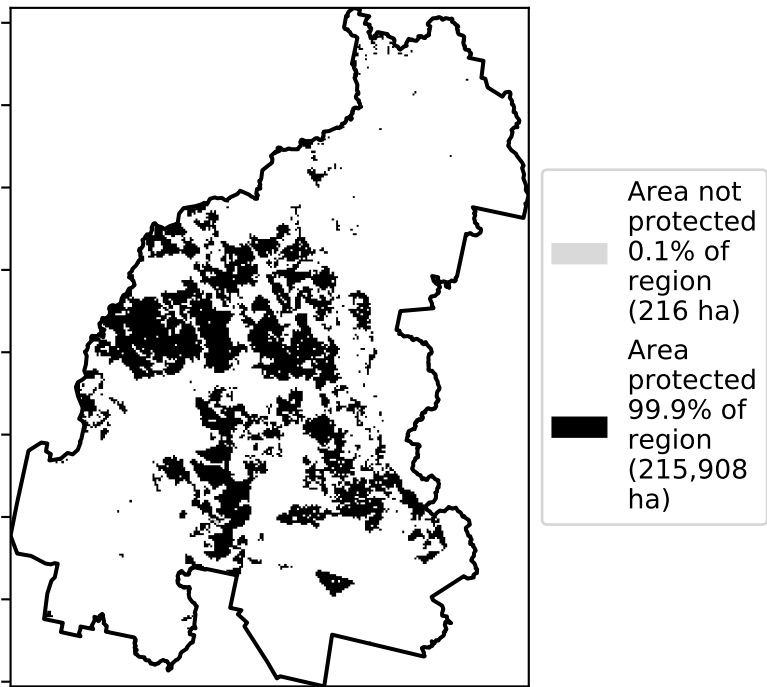 Area not
protected
0.1% of
region
(216 ha)
Area
protected
99.9% of
region
(215,908
ha)